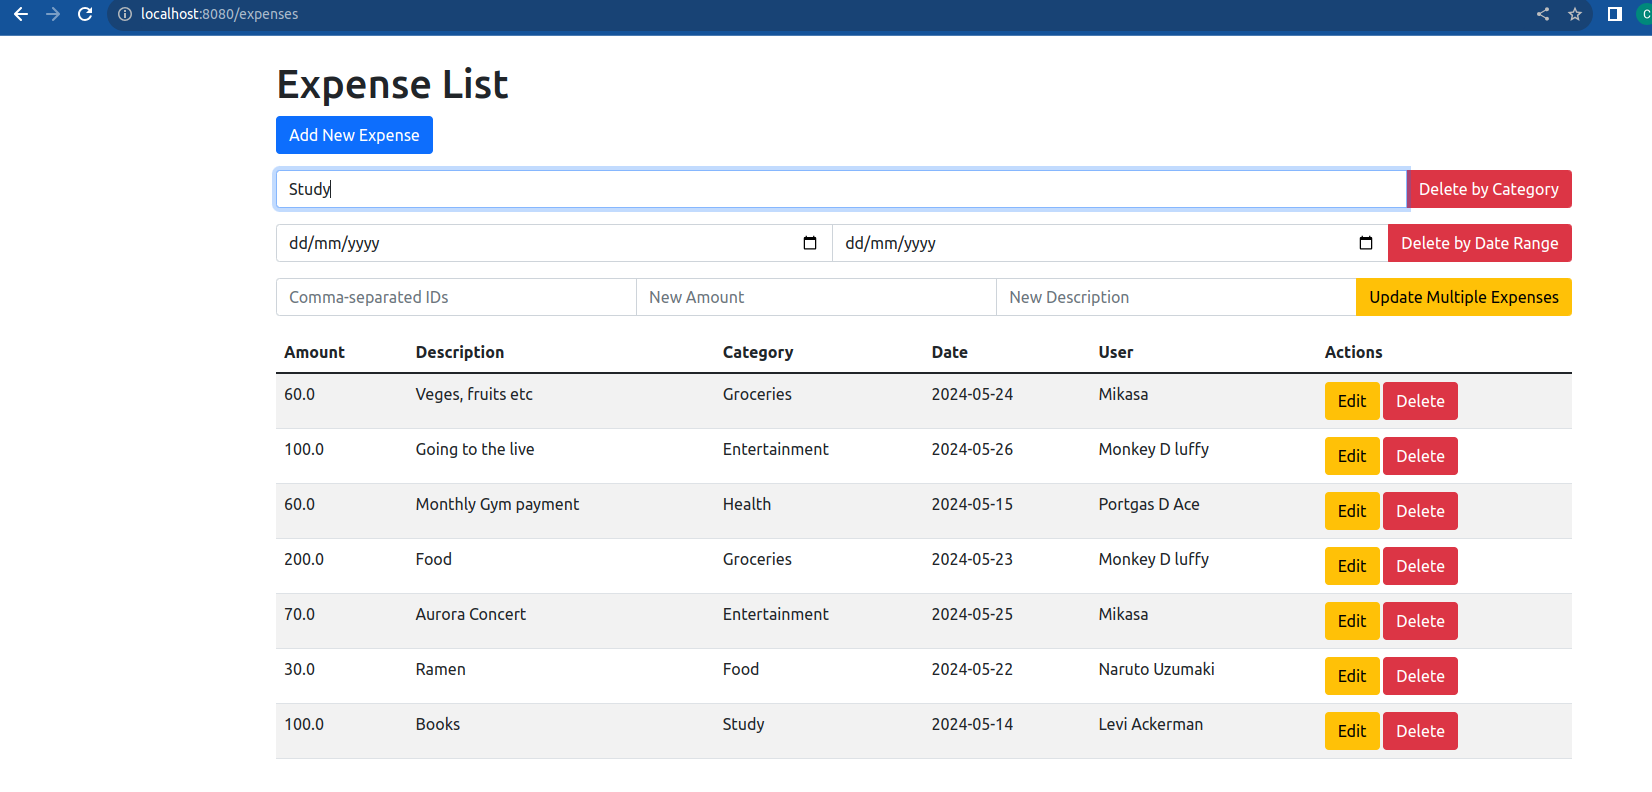 localhost:8080/expenses
C
Expense List
Add New Expense
Study Delete by Category
dd/mm/yyyy dd/mm/yyyy Delete by Date Range
Comma-separated IDs New Amount New Description Update Multiple Expenses
Amount Description Category Date User Actions
60.0 Veges, fruits etc Groceries 2024-05-24 Mikasa Edit Delete
100.0 Going to the live Entertainment 2024-05-26 Monkey D luffy Edit Delete
60.0 Monthly Gym payment Health 2024-05-15 Portgas D Ace Edit Delete
200.0 Food Groceries 2024-05-23 Monkey D luffy Edit Delete
70.0 Aurora Concert Entertainment 2024-05-25 Mikasa Edit Delete
30.0 Ramen Food 2024-05-22 Naruto Uzumaki Edit Delete
100.0 Books Study 2024-05-14 Levi Ackerman Edit Delete